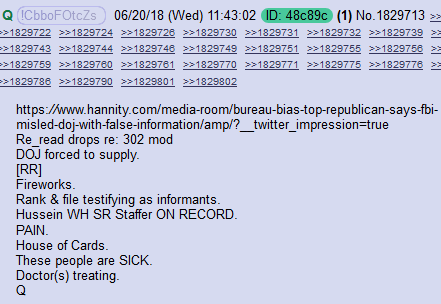 Q !CbboFOtcZs 06/20/18 (Wed) 11:43:02 ID: 48c89c (1) No.1829713 >>
>>1829722 >>1829724 >>1829726 >>1829730 >>1829731 >>1829732 >>1829739
>>1829743 >>1829744 >>1829746 >>1829749 >>1829751 >>1829755 >>1829756
>>1829759 >>1829760 >>1829761 >>1829770 >>1829771 >>1829775 >>1829776
>>1829786 >>1829790 >>1829801 >>1829802
https://www.hannity.com/media-room/bureau-bias-top-republican-says-fbi-
misled-doj-with-false-information/amp/?__twitter_impression=true
Re_read drops re: 302 mod
DOJ forced to supply.
[RR]
Fireworks.
Rank & file testifying as informants.
Hussein WH SR Staffer ON RECORD.
PAIN.
House of Cards.
These people are SICK.
Doctor(s) treating.
Q